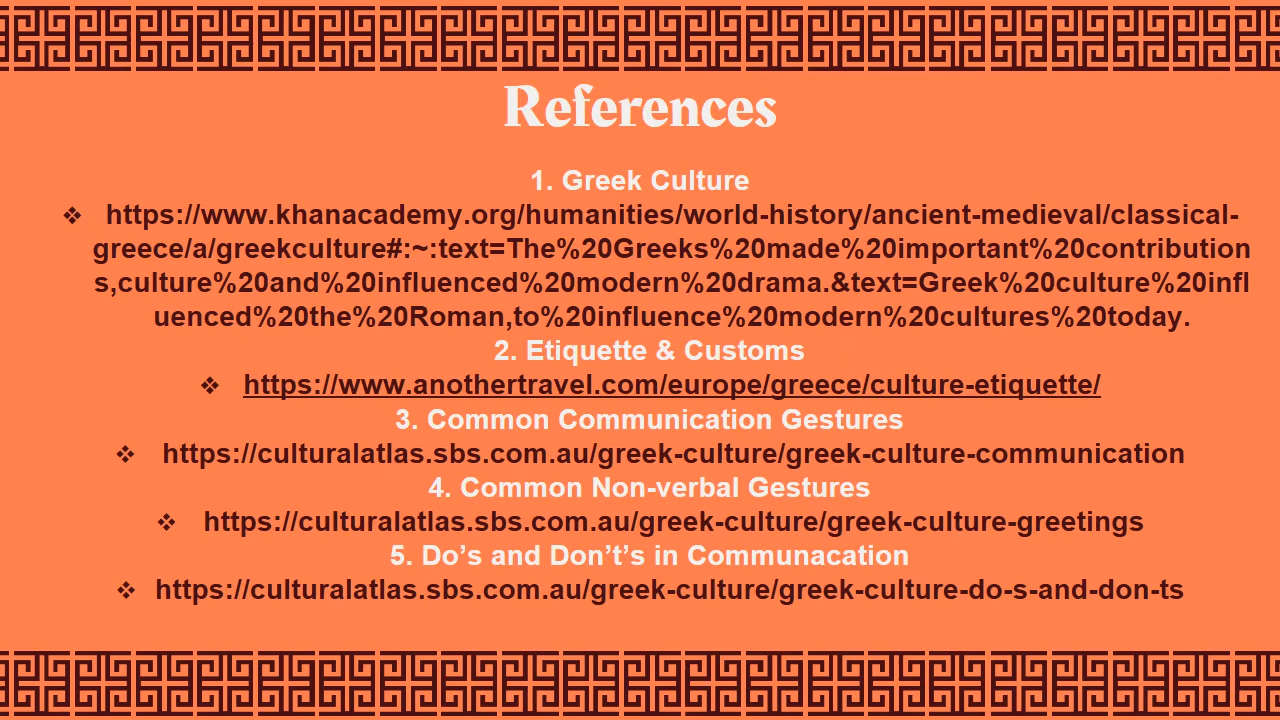 References
1. Greek Culture
❖ https://www.khanacademy.org/humanities/world-history/ancient-medieval/classical-
greece/a/greekculture#:~:text=The%20Greeks%20made%20important%20contribution
s,culture%20and%20influenced%20modern%20drama.&text=Greek%20culture%20infl
uenced%20the%20Roman,to%20influence%20modern%20cultures%20today.
2. Etiquette & Customs
❖ https://www.anothertravel.com/europe/greece/culture-etiquette/
3. Common Communication Gestures
❖ https://culturalatlas.sbs.com.au/greek-culture/greek-culture-communication
4. Common Non-verbal Gestures
❖ https://culturalatlas.sbs.com.au/greek-culture/greek-culture-greetings
5. Do’s and Don’t’s in Communacation
❖ https://culturalatlas.sbs.com.au/greek-culture/greek-culture-do-s-and-don-ts